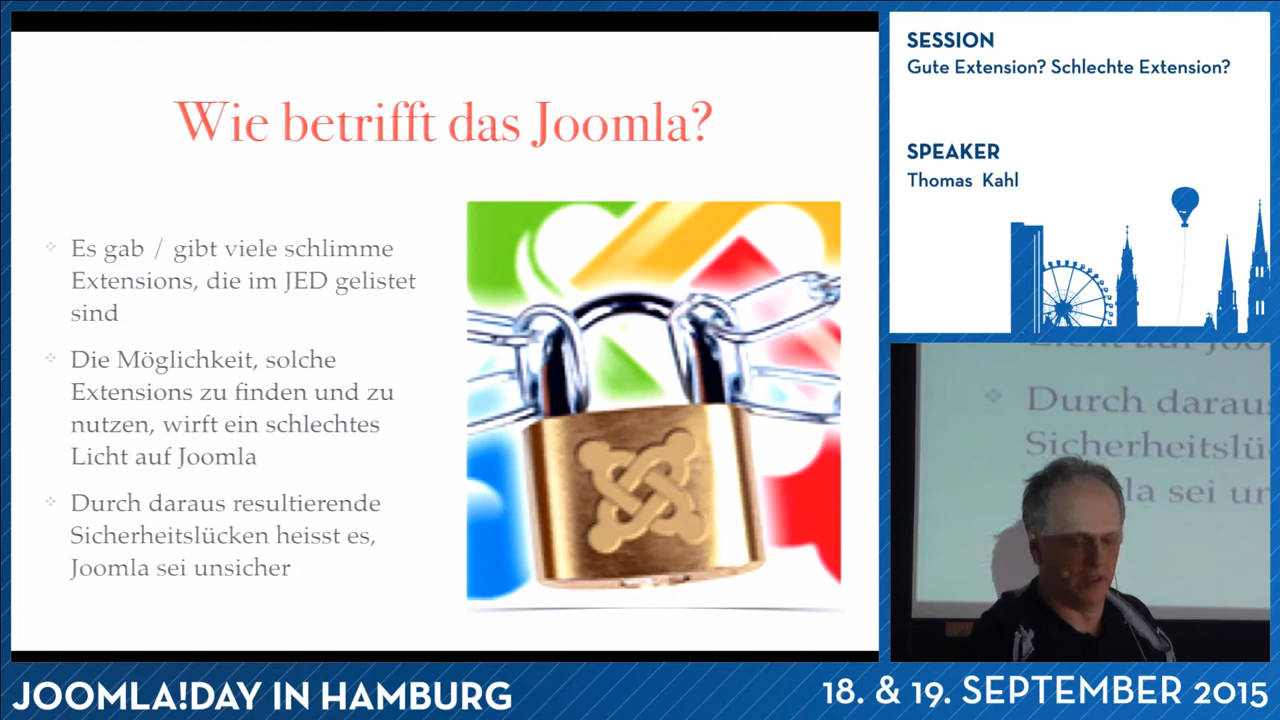 Wie betrifft das Joomla?
Es gab / gibt viele schlimme
Extensions, die im JED gelistet
sind
Die Möglichkeit, solche
Extensions zu finden und zu
nutzen, wirft ein schlechtes
Licht auf Joomla
Durch daraus resultierende
Sicherheitslücken heisst es,
Joomla sei unsicher
SESSION
Gute Extension? Schlechte Extension?
SPEAKER
Thomas Kahl
Licht auf Joo
Durch daraus
Sicherheitslü
la sei un
JOOMLA!DAY IN HAMBURG
18. & 19. SEPTEMBER 2015